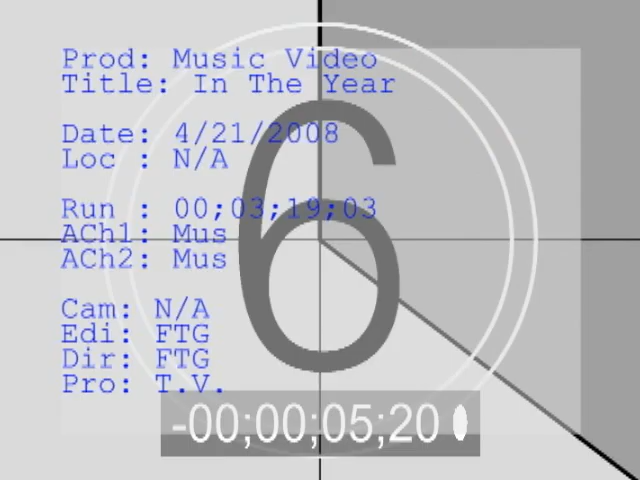 Prod: Music Video
Title: In The Year
Date: 4/21/2008
Loc : N/A
Run : 00;03;19;03
ACh1: Mus
ACh2: Mus
Cam: N/A
Edi: FTG
Dir: FTG
Pro: T.V.
6
-00;00;05;20